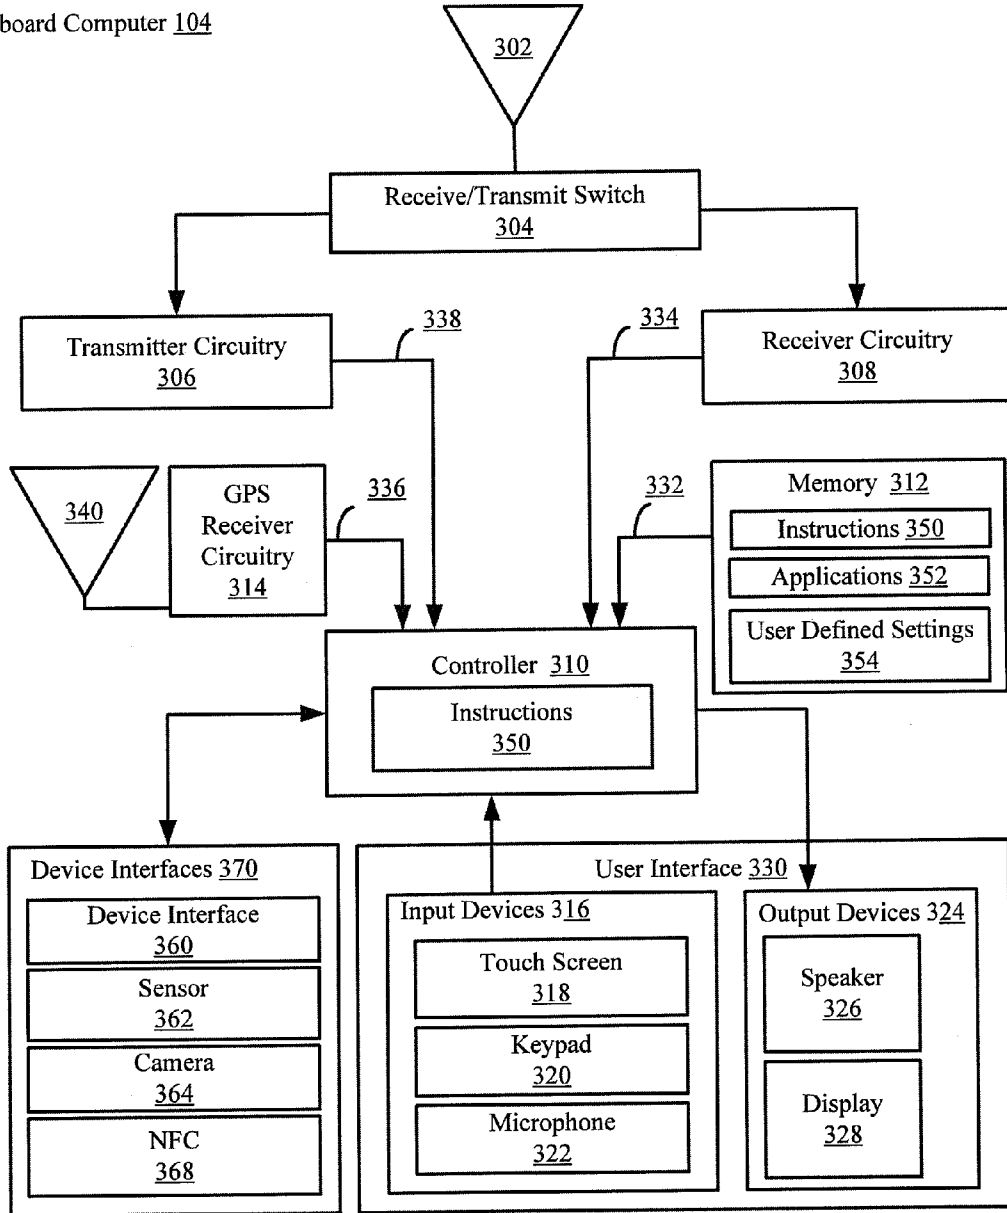 board Computer 104
302
Receive/Transmit Switch
304
Transmitter Circuitry
306
338
334
Receiver Circuitry
308
340
GPS
Receiver
Circuitry
314
336
332
Memory 312
Instructions 350
Applications 352
User Defined Settings
354
Controller 310
Instructions
350
Device Interfaces 370
Device Interface
360
Sensor
362
Camera
364
NFC
368
User Interface 330
Input Devices 316
Touch Screen
318
Keypad
320
Microphone
322
Output Devices 324
Speaker
326
Display
328